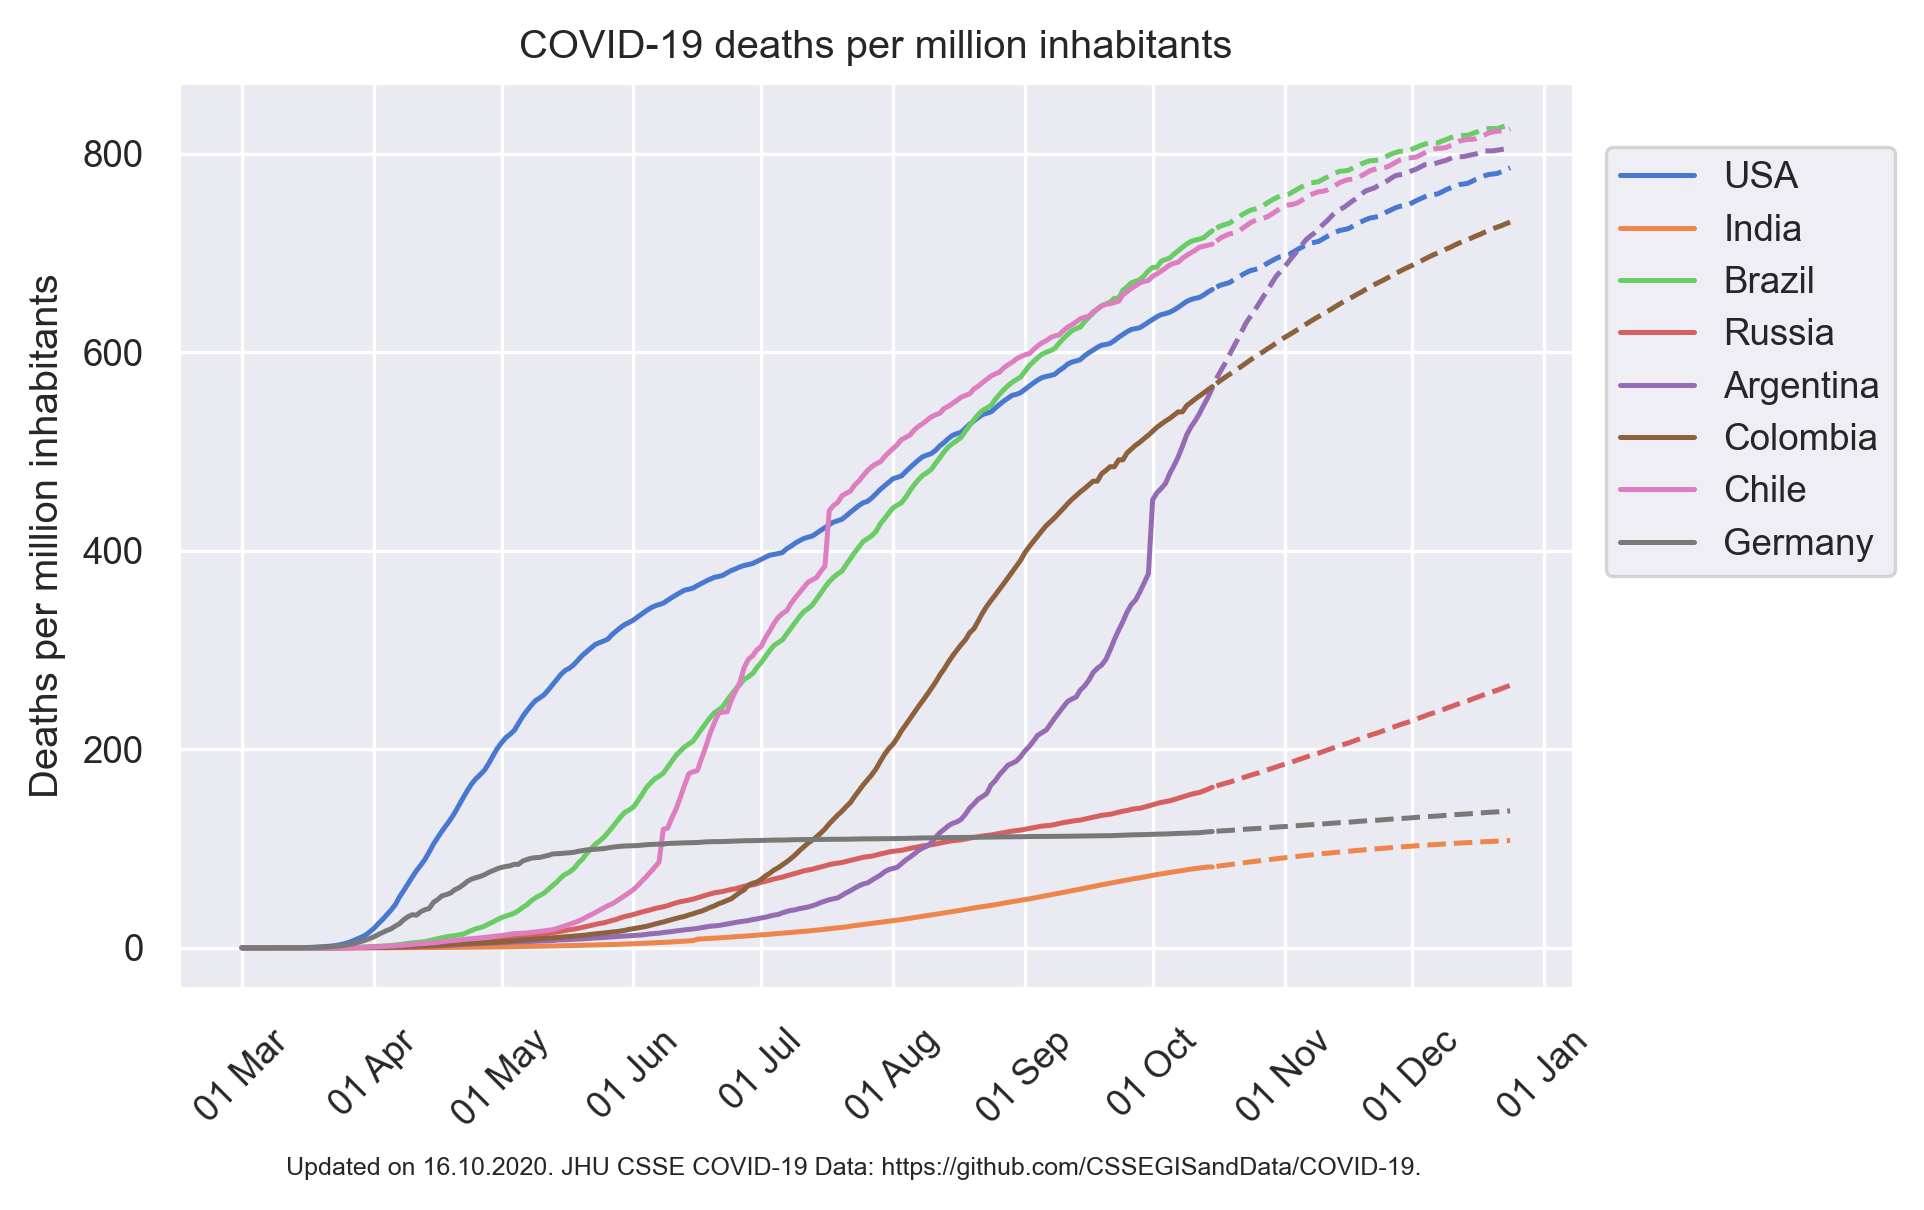 COVID-19 deaths per million inhabitants
Deaths per million inhabitants
800
600
400
200
0
01 Mar
01 Apr
01 May
01 Jun
01 Jul
01 Aug
01 Sep
01 Oct
01 Nov
01 Dec
01 Jan
USA
India
Brazil
Russia
Argentina
Colombia
Chile
Germany
Updated on 16.10.2020. JHU CSSE COVID-19 Data: https://github.com/CSSEGISandData/COVID-19.